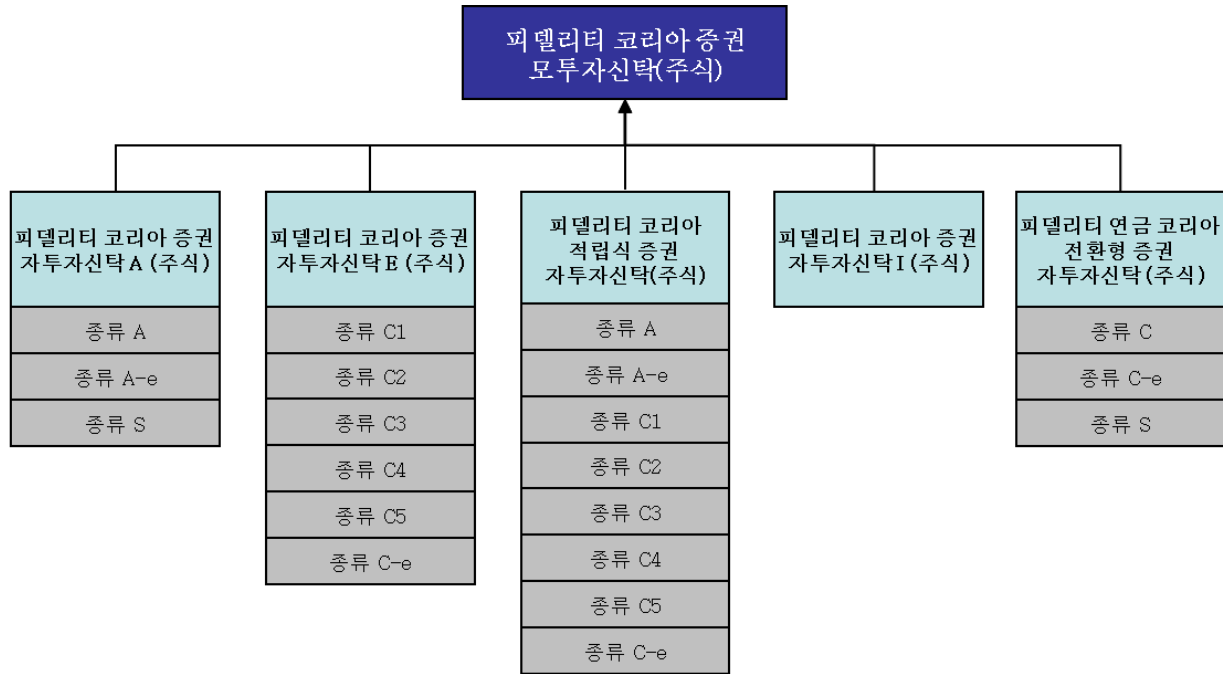 피델리티 코리아 증권
모투자신탁(주식)
피델리티 코리아 증권
자투자신탁 A (주식)
종류 A
종류 A-e
종류 S
피델리티 코리아 증권
자투자신탁 E (주식)
종류 C1
종류 C2
종류 C3
종류 C4
종류 C5
종류 C-e
피델리티 코리아
적립식 증권
자투자신탁(주식)
종류 A
종류 A-e
종류 C1
종류 C2
종류 C3
종류 C4
종류 C5
종류 C-e
피델리티 코리아 증권
자투자신탁 I (주식)
피델리티 연금 코리아
전환형 증권
자투자신탁 (주식)
종류 C
종류 C-e
종류 S